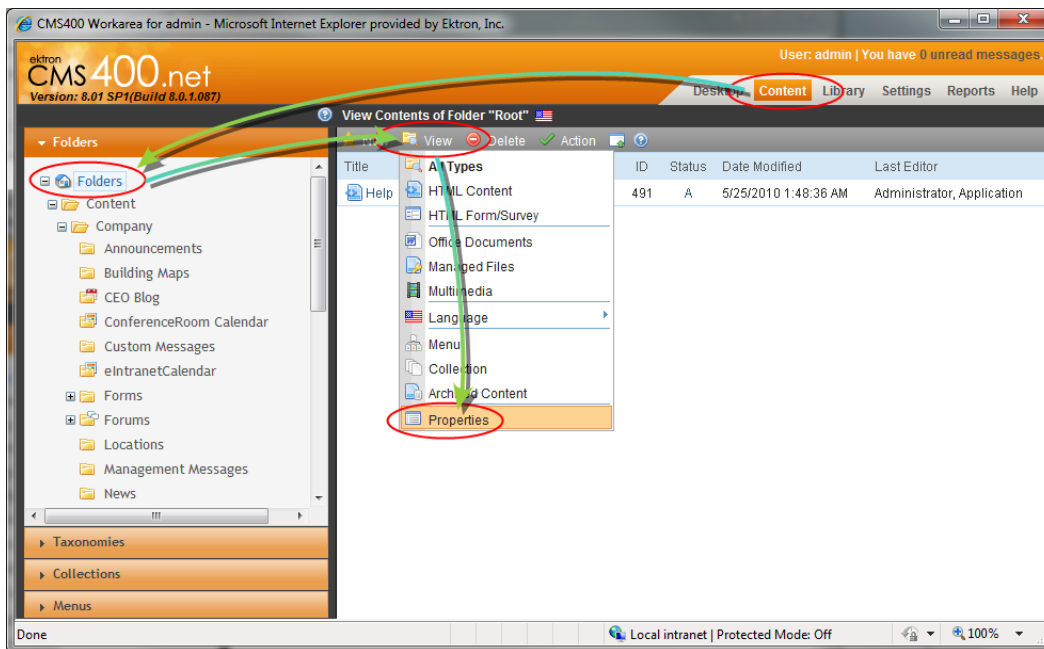 CMS400 Workarea for admin - Microsoft Internet Explorer provided by Ektron, Inc.
ektron
CMS400.net
Version: 8.01 SP1(Build 8.0.1.087)
User: admin | You have 0 unread messages.
Desktop Content Library Settings Reports Help
View Contents of Folder "Root"
Folders
View Delete Action
Title ID Status Date Modified Last Editor
Help 491 A 5/25/2010 1:48:36 AM Administrator, Application
All Types
HTML Content
HTML Form/Survey
Office Documents
Managed Files
Multimedia
Language
Menu
Collection
Archived Content
Properties
Folders
Content
Company
Announcements
Building Maps
CEO Blog
ConferenceRoom Calendar
Custom Messages
eIntranetCalendar
Forms
Forums
Locations
Management Messages
News
Taxonomies
Collections
Menus
Done
Local intranet | Protected Mode: Off
100%